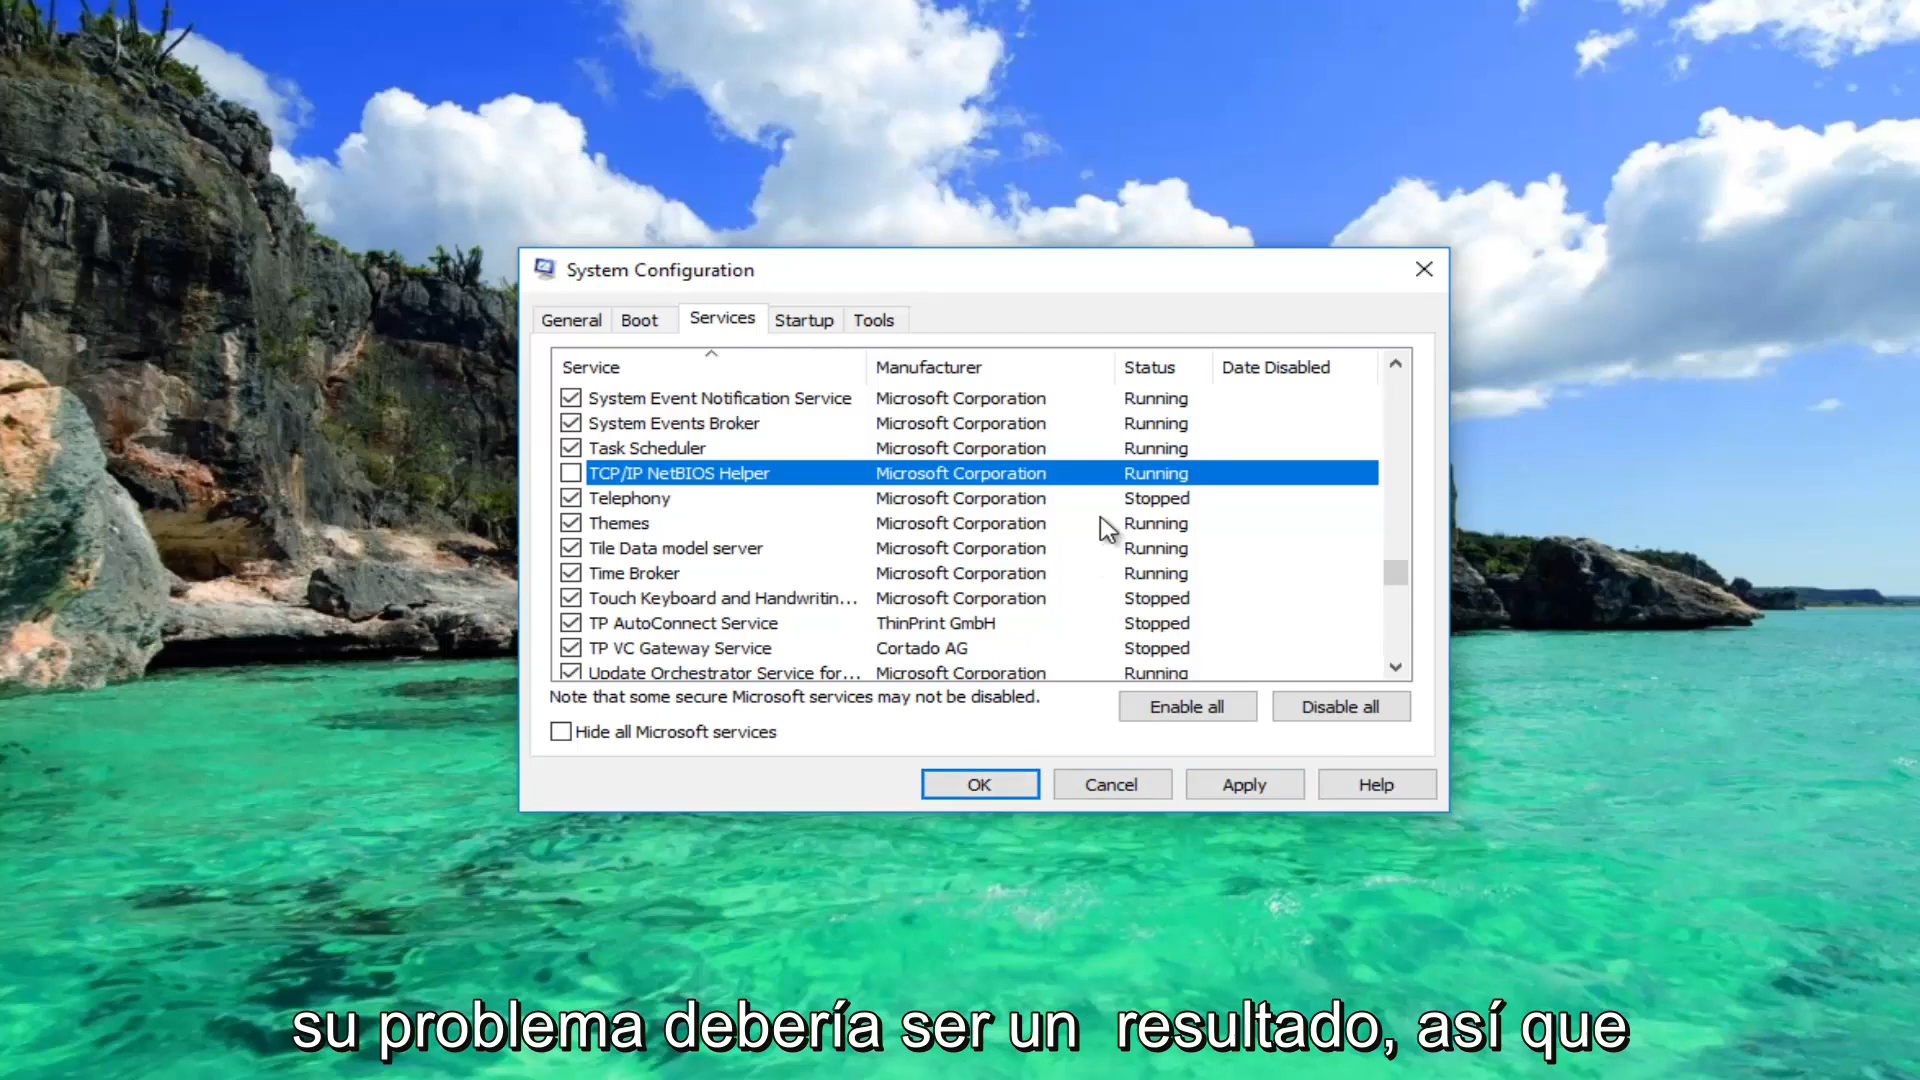 System Configuration
General Boot Services Startup Tools
Service Manufacturer Status Date Disabled
System Event Notification Service Microsoft Corporation Running
System Events Broker Microsoft Corporation Running
Task Scheduler Microsoft Corporation Running
TCP/IP NetBIOS Helper Microsoft Corporation Running
Telephony Microsoft Corporation Stopped
Themes Microsoft Corporation Running
Tile Data model server Microsoft Corporation Running
Time Broker Microsoft Corporation Running
Touch Keyboard and Handwritin... Microsoft Corporation Stopped
TP AutoConnect Service ThinPrint GmbH Stopped
TP VC Gateway Service Cortado AG Stopped
Update Orchestrator Service for... Microsoft Corporation Running
Note that some secure Microsoft services may not be disabled.
Enable all Disable all
Hide all Microsoft services
OK Cancel Apply Help
su problema debería ser un resultado, así que